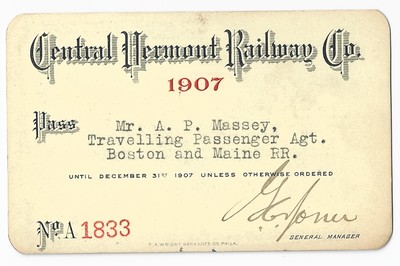 Central Vermont Railway Co.
1907
Pass
Mr. A. P. Massey,
Travelling Passenger Agt.
Boston and Maine RR.
UNTIL DECEMBER 31ST 1907 UNLESS OTHERWISE ORDERED
No. A 1833
GENERAL MANAGER